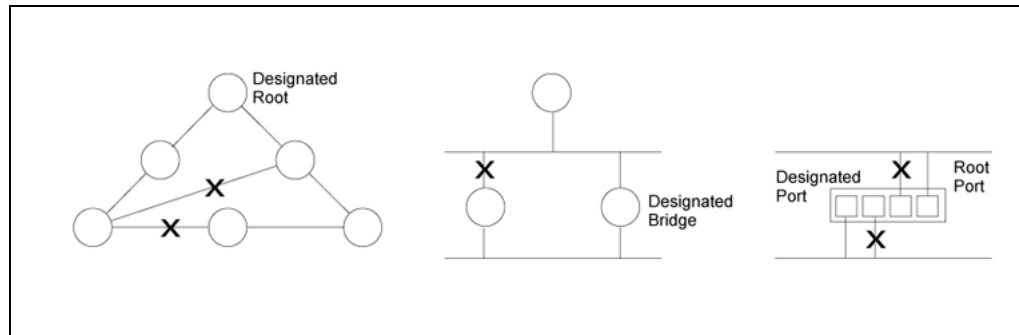 Designated
Root
Designated
Bridge
Designated
Port
Root
Port